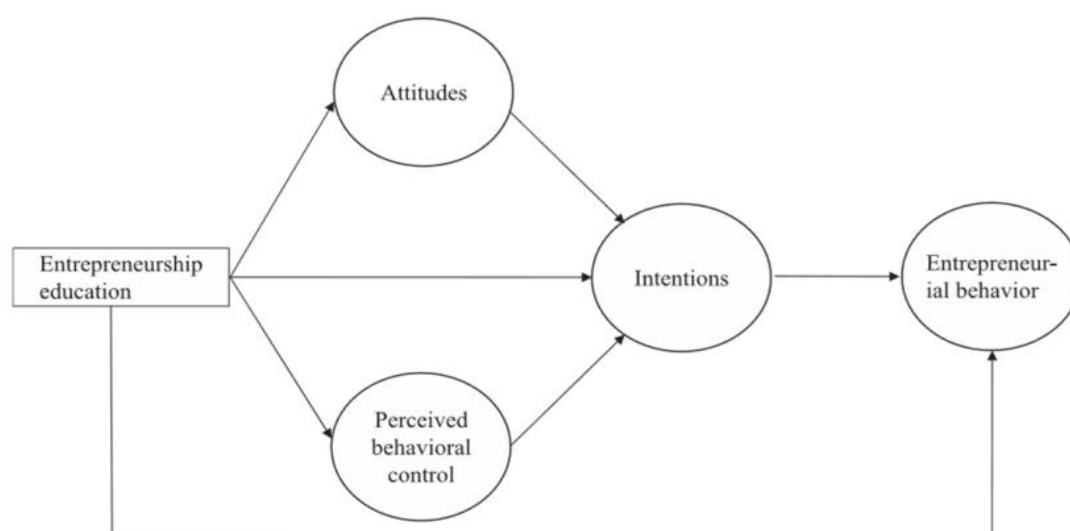 Attitudes
Entrepreneurship
education
Intentions
Entrepreneur-
ial behavior
Perceived
behavioral
control